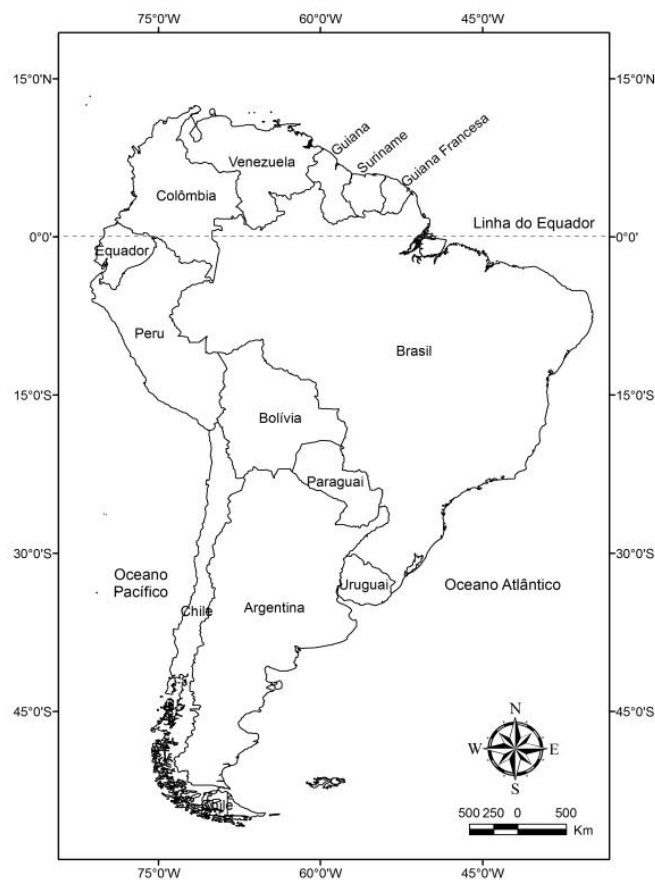 75°0'W 60°0'W 45°0'W
15°0'N 15°0'N
Guiana
Suriname
Guiana Francesa
Venezuela
Colômbia
Linha do Equador
0°0' 0°0'
Equador
Peru
Brasil
15°0'S 15°0'S
Bolívia
Paraguai
30°0'S 30°0'S
Oceano
Pacífico
Chile
Argentina
Uruguai
Oceano Atlântico
45°0'S 45°0'S
N
W E
S
Chile
500 250 0 500
Km
75°0'W 60°0'W 45°0'W